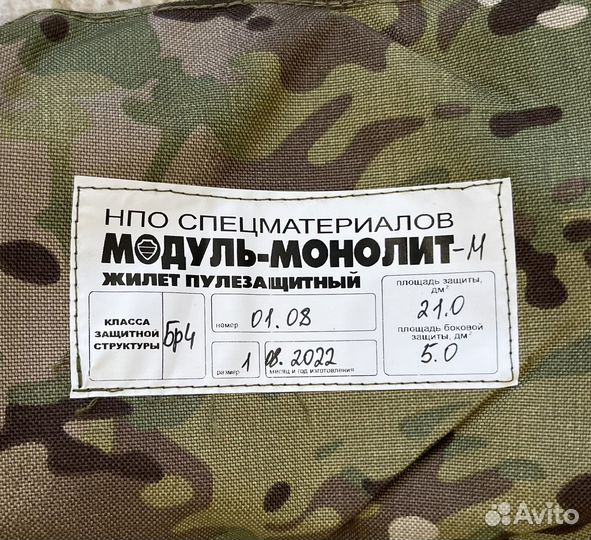 НПО СПЕЦМАТЕРИАЛОВ
МОДУЛЬ-МОНОЛИТ-М
ЖИЛЕТ ПУЛЕЗАЩИТНЫЙ
КЛАССА
ЗАЩИТНОЙ
СТРУКТУРЫ
Бр4
номер 01.08
размер 1
08.2022
месяц и год изготовления
площадь защиты,
дм²
21.0
площадь боковой
защиты, дм²
5.0
Avito